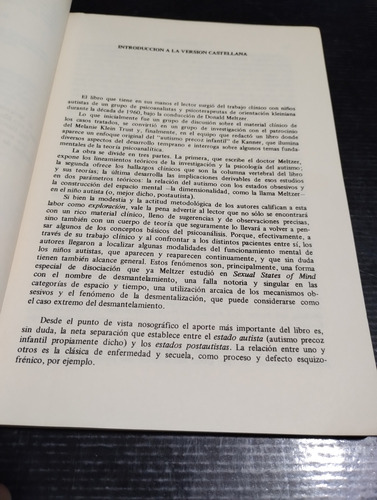 INTRODUCCION A LA VERSION CASTELLANA
El libro que tiene en sus manos el lector surgió del trabajo clínico con niños
autistas de un grupo de psicoanalistas y psicoterapeutas de orientación kleiniana
durante la década de 1960, bajo la conducción de Donald Meltzer.
Lo que inicialmente fue un grupo de discusión sobre el material clínico de
los casos tratados, se convirtió en un grupo de investigación con el patrocinio
del Melanie Klein Trust y, finalmente, en el equipo que redactó un libro donde
aparece un enfoque original del "autismo precoz infantil" de Kanner, que ilumina
diversos aspectos del desarrollo temprano e interroga sobre algunos temas funda-
mentales de la teoría psicoanalítica.
La obra se divide en tres partes. La primera, que escribe el doctor Meltzer,
expone los lineamientos teóricos de la investigación y la psicología del autismo;
la segunda ofrece los hallazgos clínicos que son la columna vertebral del libro
y sus teorías; la última desarrolla las implicaciones derivables de esos estudios
en dos parámetros teóricos: la relación del autismo con los estados obsesivos y
la construcción del espacio mental —la dimensionalidad, como la llama Meltzer—
en el niño autista (o, mejor dicho, postautista).
Si bien la modestia y la actitud metodológica de los autores califican a esta
labor como exploración, vale la pena advertir al lector que no sólo se encontrará
con un rico material clínico, lleno de sugerencias y de observaciones precisas,
sino también con un cuerpo de teoría que seguramente lo llevará a volver a pen-
sar algunos de los conceptos básicos del psicoanálisis. Porque, efectivamente, a
través de su trabajo clínico y al confrontar a los distintos pacientes entre sí, los
autores llegaron a localizar algunas modalidades del funcionamiento mental de
los niños autistas, que aparecen y reaparecen continuamente, y que sin duda
tienen también alcance general. Estos fenómenos son, principalmente, una forma
especial de disociación que ya Meltzer estudió en Sexual States of Mind
con el nombre de desmantelamiento, una falla notoria y singular en las
categorías de espacio y tiempo, una utilización arcaica de los mecanismos ob-
sesivos y el fenómeno de la desmentalización, que puede considerarse como
el caso extremo del desmantelamiento.
Desde el punto de vista nosográfico el aporte más importante del libro es,
sin duda, la neta separación que establece entre el estado autista (autismo precoz
infantil propiamente dicho) y los estados postautistas. La relación entre uno y
otros es la clásica de enfermedad y secuela, como proceso y defecto esquizo-
frénico, por ejemplo.